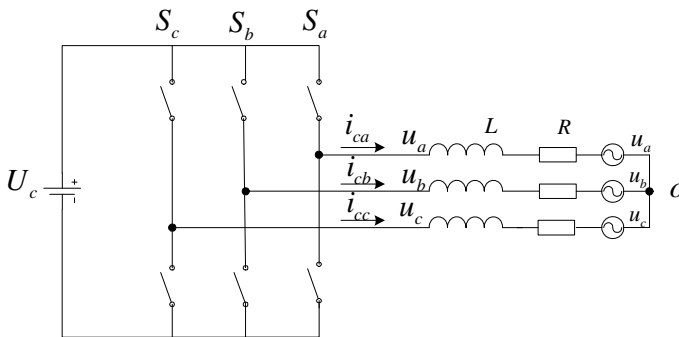 S_c S_b S_a
i_ca u_a L R u_a
U_c + - i_cb u_b u_b
i_cc u_c u_c